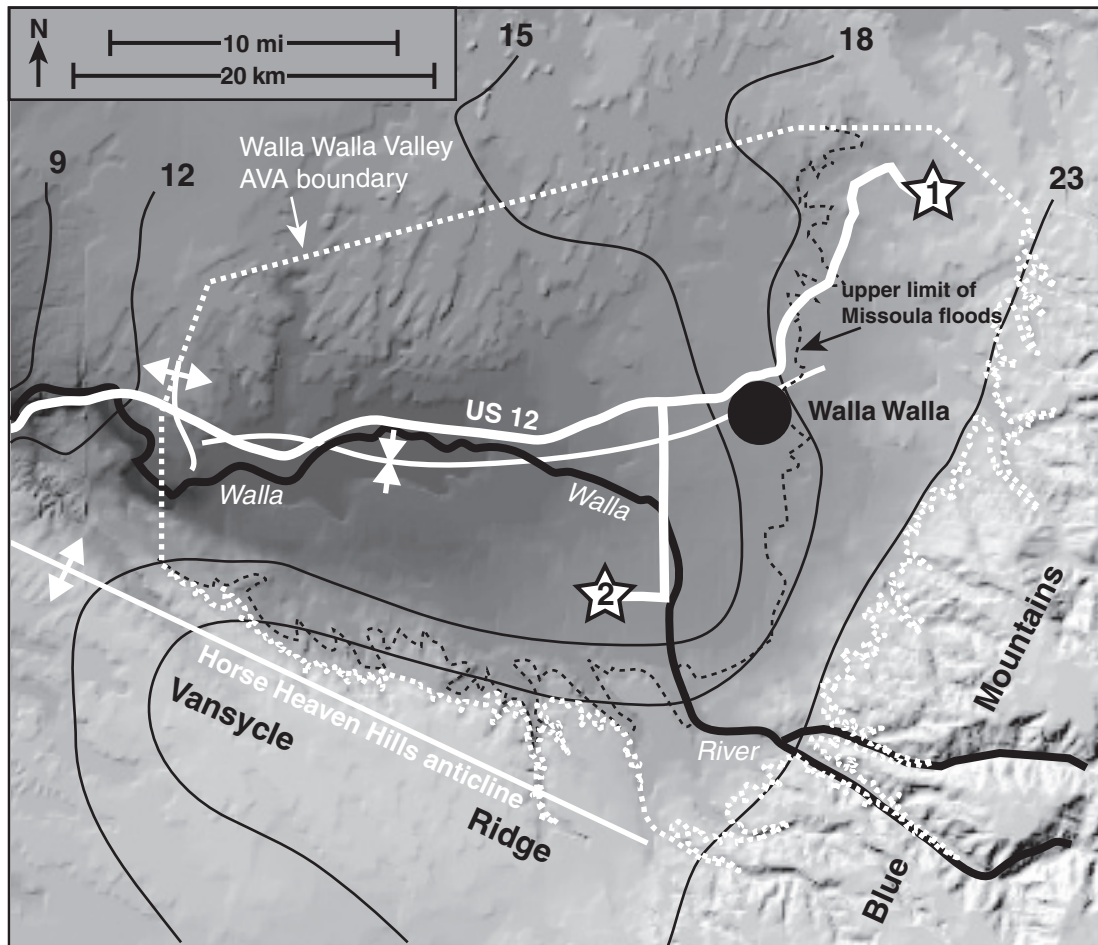 N
10 mi
20 km
15
18
9
12
23
Walla Walla Valley
AVA boundary
1
upper limit of
Missoula floods
US 12
Walla Walla
Walla
Walla
2
Horse Heaven Hills anticline
Vansycle
Ridge
River
Mountains
Blue